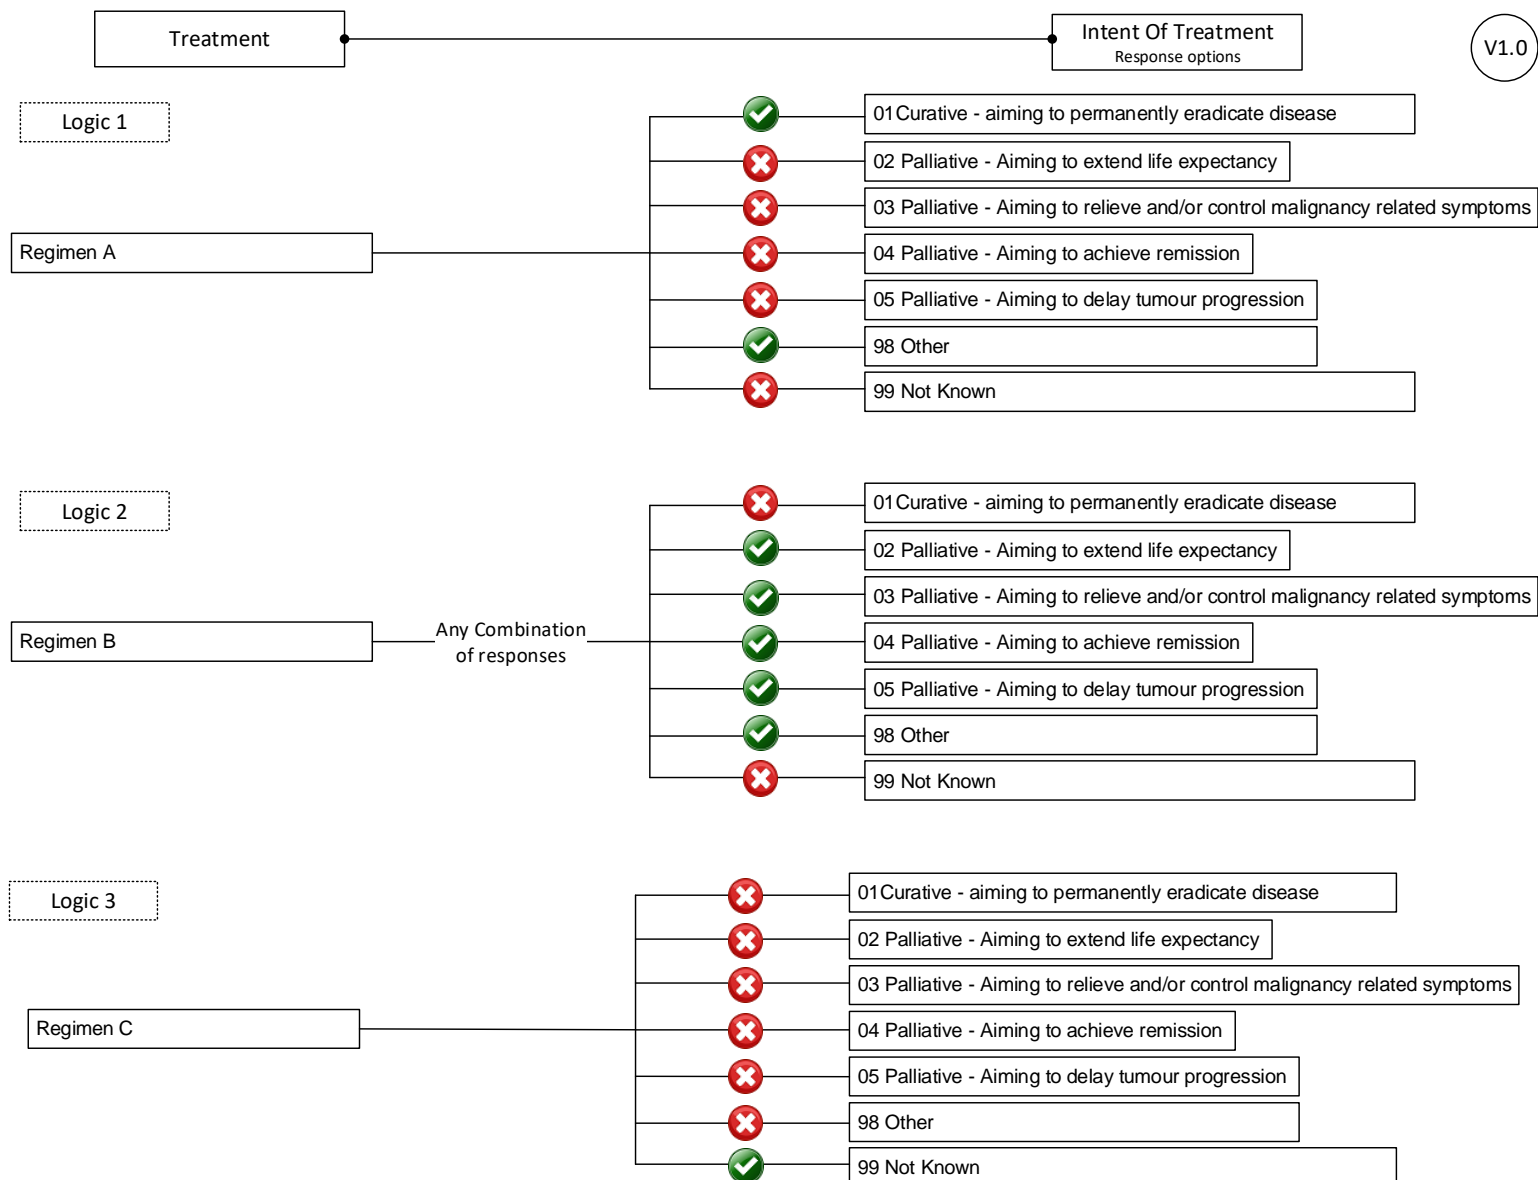 Treatment
Intent Of Treatment
Response options
V1.0
Logic 1
01Curative - aiming to permanently eradicate disease
02 Palliative - Aiming to extend life expectancy
03 Palliative - Aiming to relieve and/or control malignancy related symptoms
Regimen A
04 Palliative - Aiming to achieve remission
05 Palliative - Aiming to delay tumour progression
98 Other
99 Not Known
Logic 2
01Curative - aiming to permanently eradicate disease
02 Palliative - Aiming to extend life expectancy
03 Palliative - Aiming to relieve and/or control malignancy related symptoms
Regimen B
Any Combination
of responses
04 Palliative - Aiming to achieve remission
05 Palliative - Aiming to delay tumour progression
98 Other
99 Not Known
Logic 3
01Curative - aiming to permanently eradicate disease
02 Palliative - Aiming to extend life expectancy
03 Palliative - Aiming to relieve and/or control malignancy related symptoms
Regimen C
04 Palliative - Aiming to achieve remission
05 Palliative - Aiming to delay tumour progression
98 Other
99 Not Known